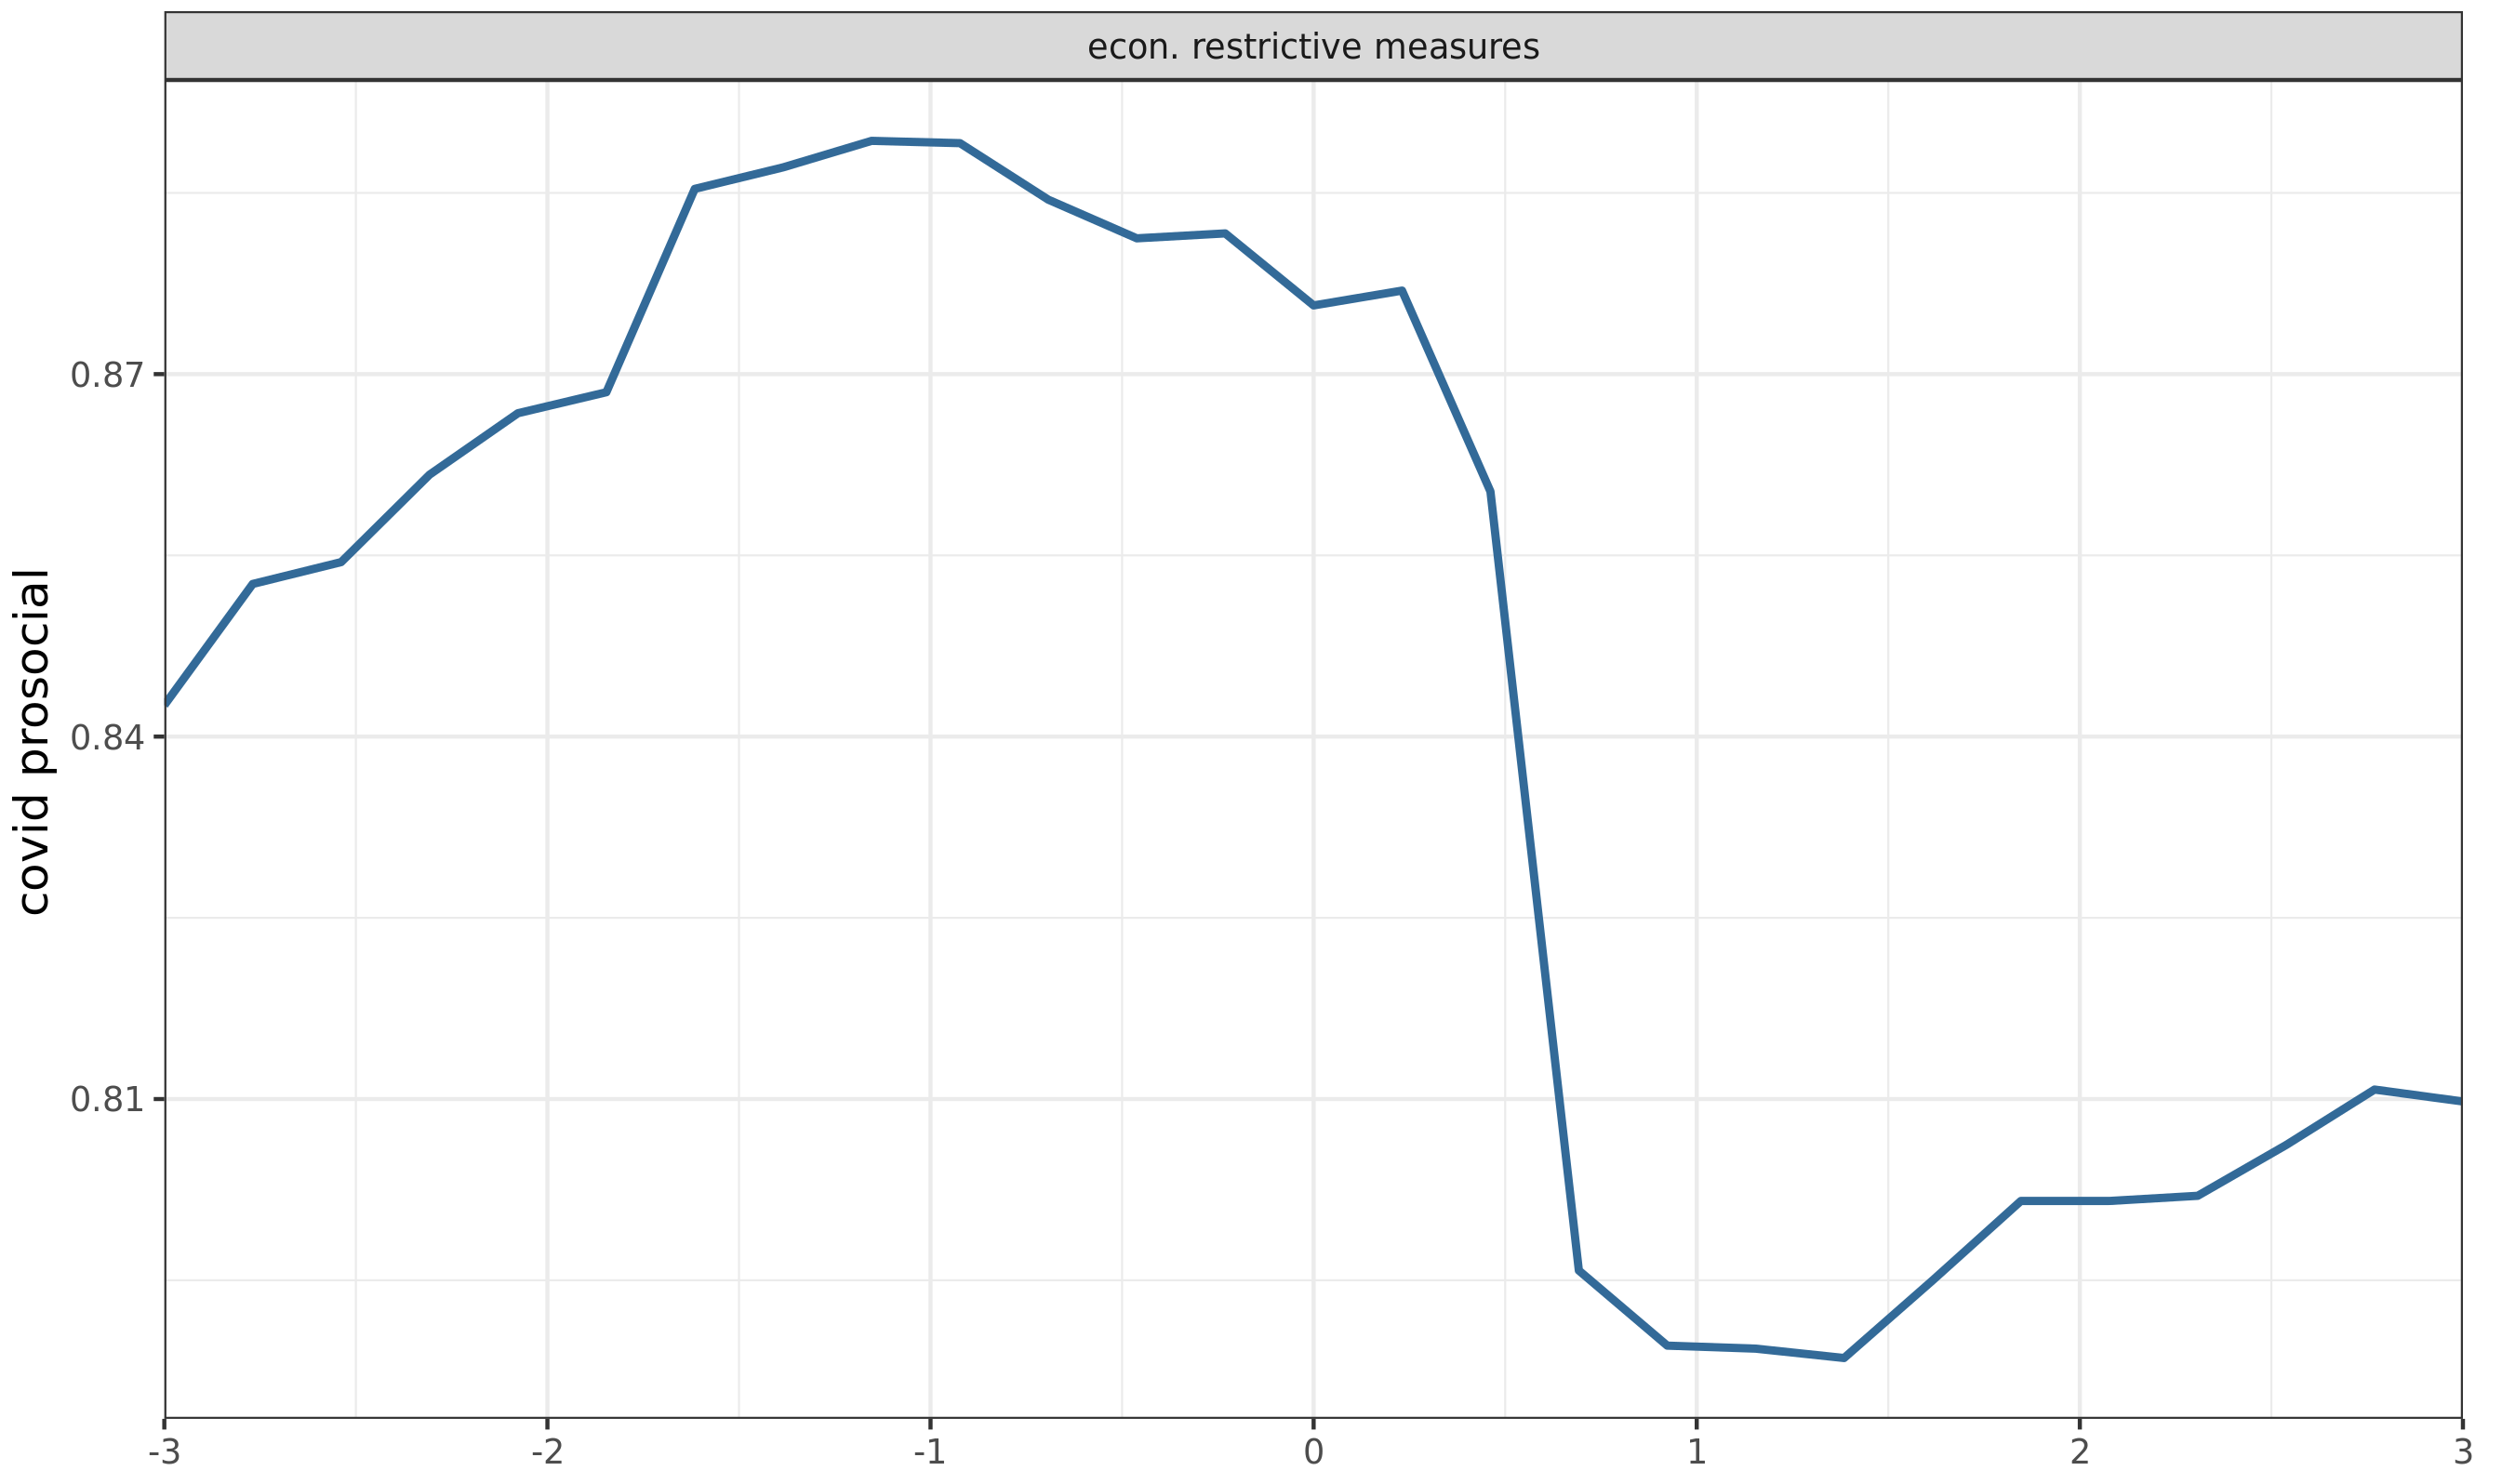 econ. restrictive measures
covid prosocial
0.87
0.84
0.81
-3 -2 -1 0 1 2 3